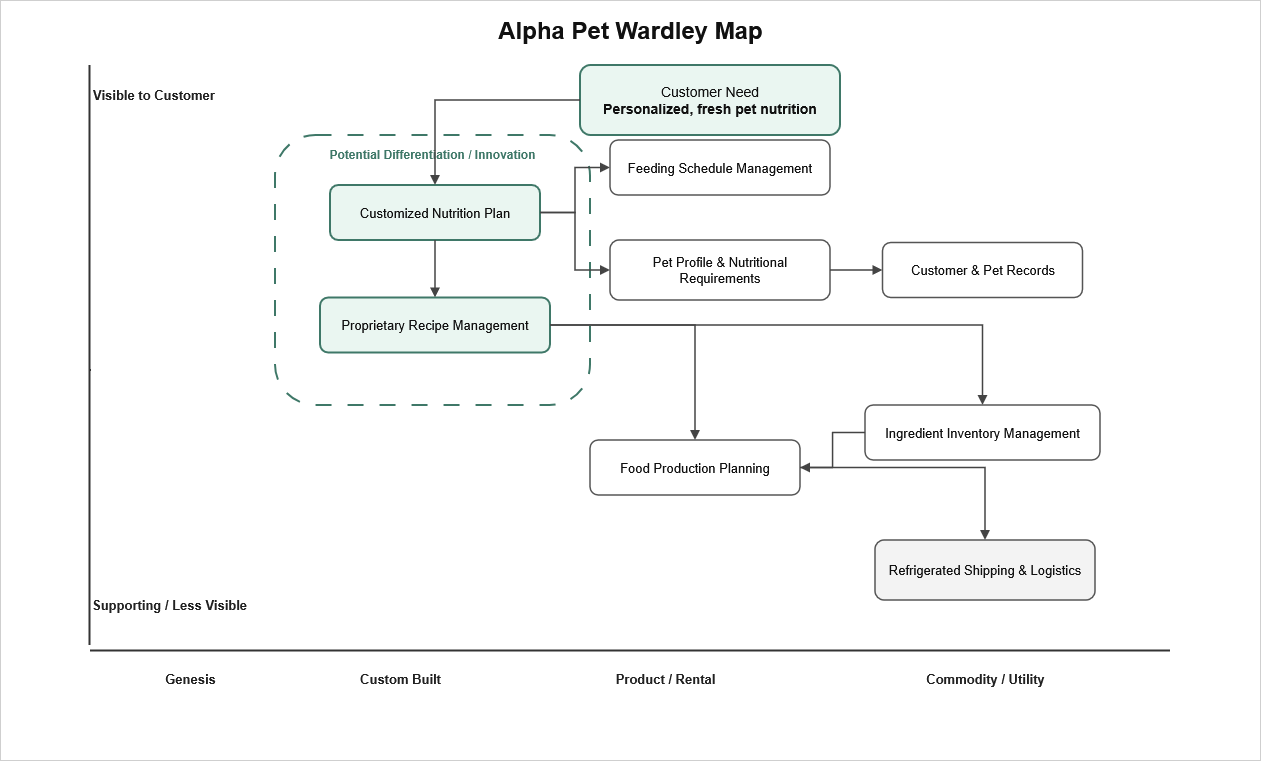 Alpha Pet Wardley Map
Visible to Customer
Customer Need
Personalized, fresh pet nutrition
Potential Differentiation / Innovation
Feeding Schedule Management
Customized Nutrition Plan
Pet Profile & Nutritional
Requirements
Customer & Pet Records
Proprietary Recipe Management
Ingredient Inventory Management
Food Production Planning
Refrigerated Shipping & Logistics
Supporting / Less Visible
Genesis
Custom Built
Product / Rental
Commodity / Utility